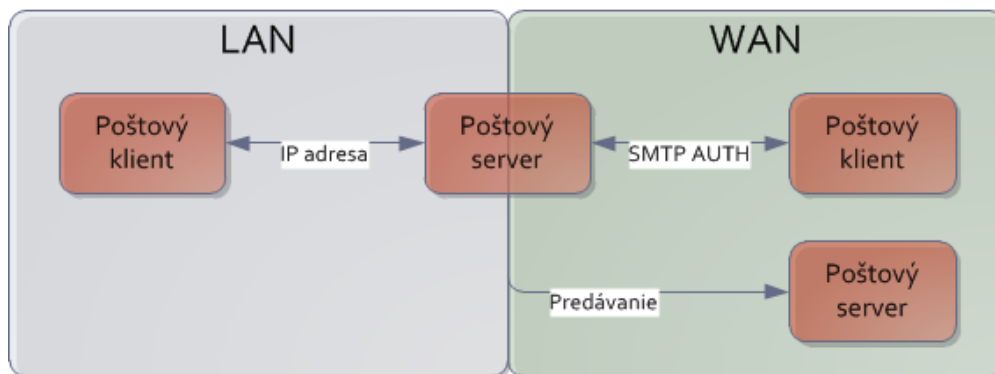 LAN
WAN
Poštový
klient
IP adresa
Poštový
server
SMTP AUTH
Poštový
klient
Predávanie
Poštový
server